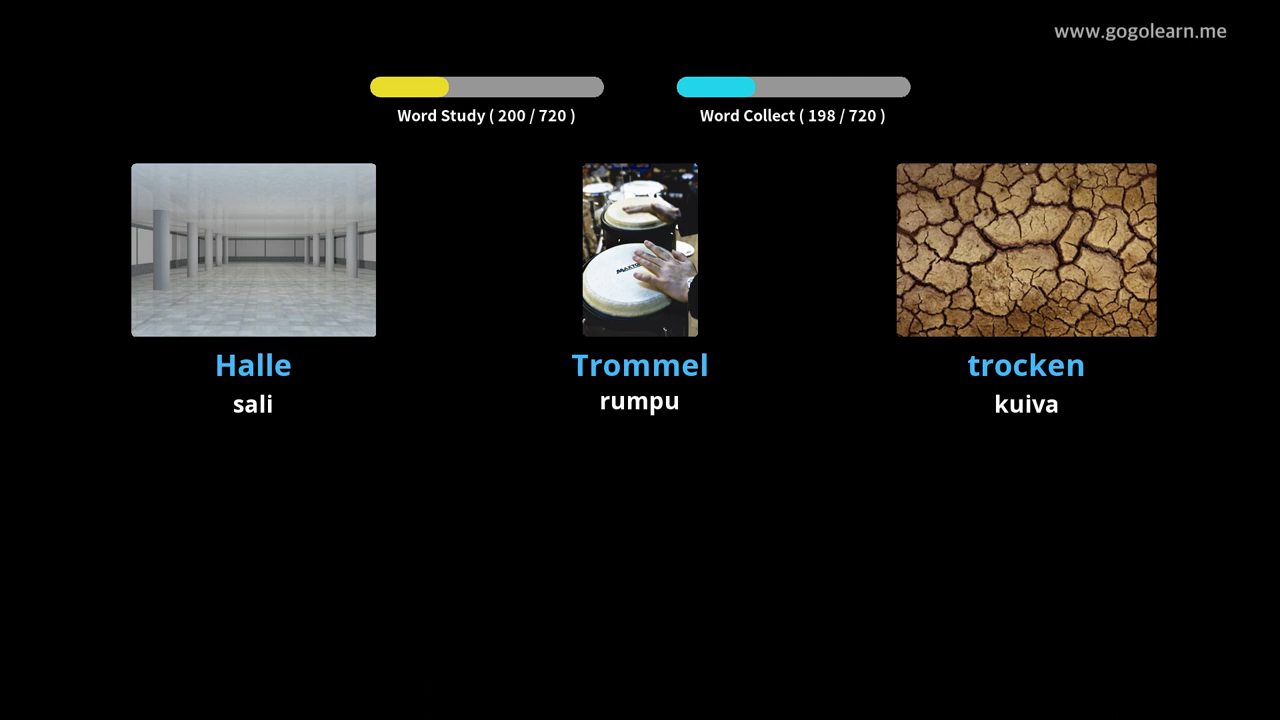 www.gogolearn.me
Word Study ( 200 / 720 )
Word Collect ( 198 / 720 )
Halle
sali
Trommel
rumpu
trocken
kuiva